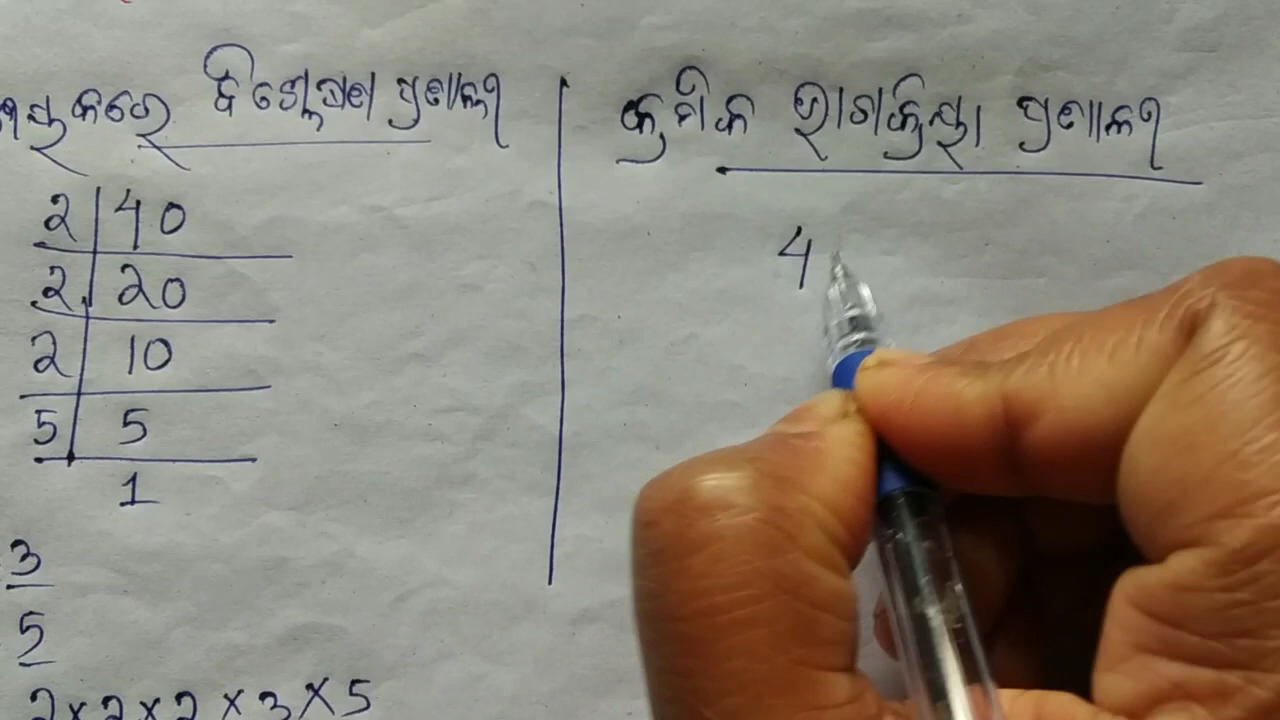 ବିଶ୍ଳେଷଣ ପ୍ରଣାଳୀ
2 | 40
2 | 20
2 | 10
5 | 5
1
3
5
2 × 2 × 2 × 3 × 5
କ୍ରମିକ ଭାଗକ୍ରିୟା ପ୍ରଣାଳୀ
4